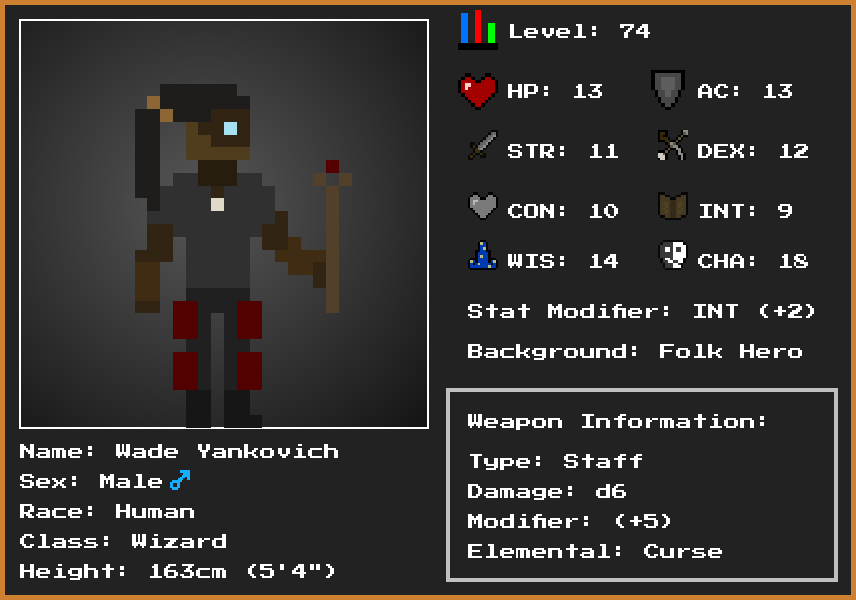 Level: 74
HP: 13
AC: 13
STR: 11
DEX: 12
CON: 10
INT: 9
WIS: 14
CHA: 18
Stat Modifier: INT (+2)
Background: Folk Hero
Weapon Information:
Type: Staff
Damage: d6
Modifier: (+5)
Elemental: Curse
Name: Wade Yankovich
Sex: Male♂
Race: Human
Class: Wizard
Height: 163cm (5'4")